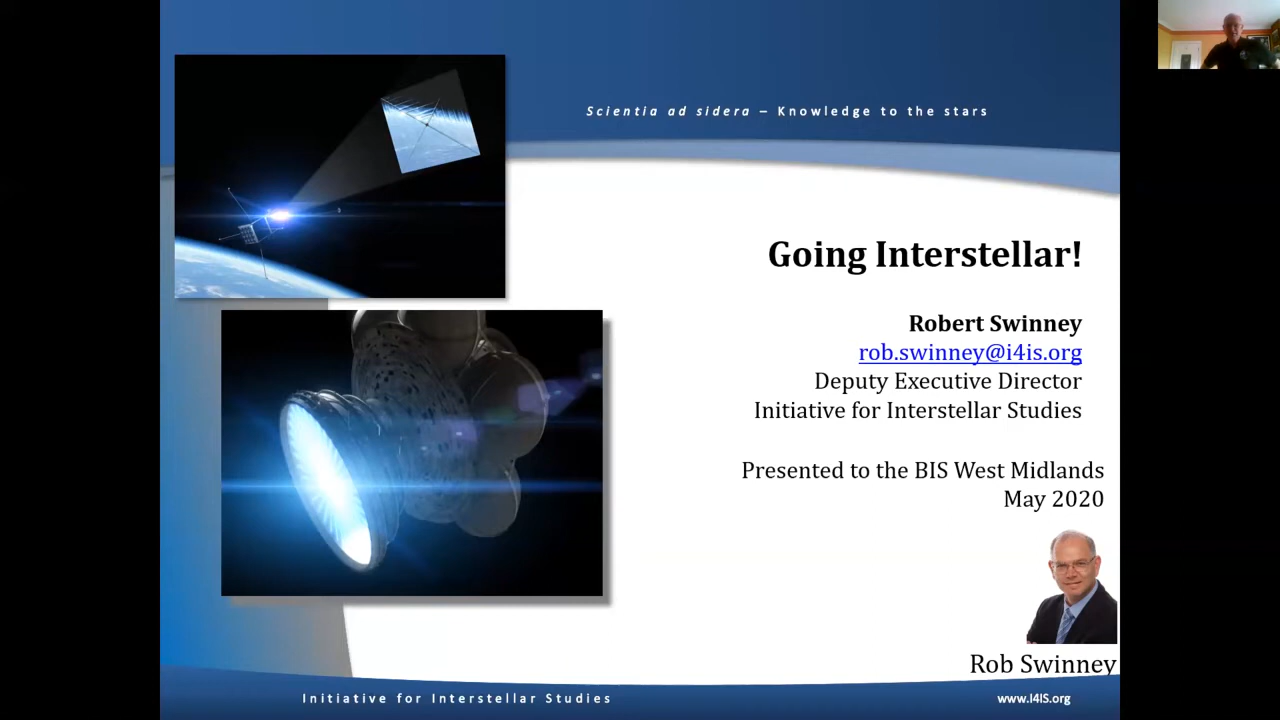 Scientia ad sidera – Knowledge to the stars
Going Interstellar!
Robert Swinney
rob.swinney@i4is.org
Deputy Executive Director
Initiative for Interstellar Studies
Presented to the BIS West Midlands
May 2020
Rob Swinney
Initiative for Interstellar Studies
www.I4IS.org